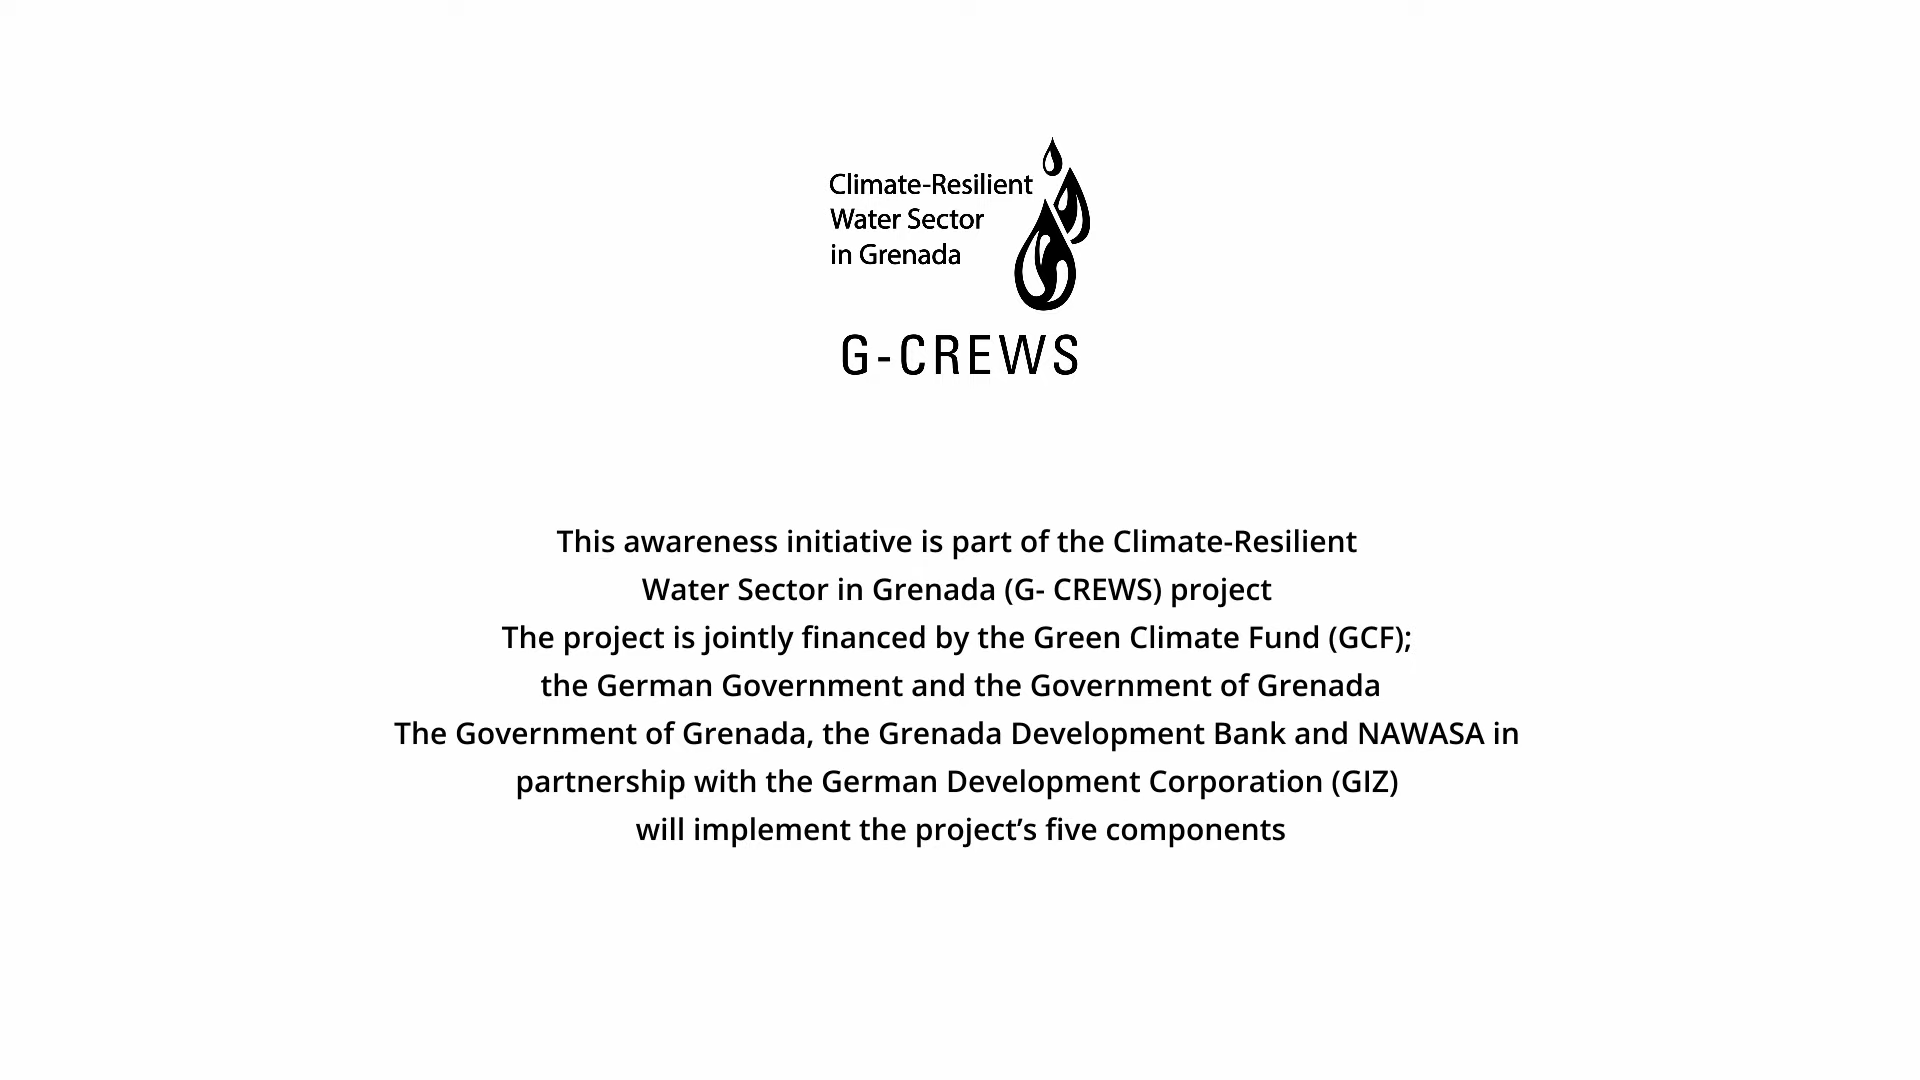 Climate-Resilient
Water Sector
in Grenada
G-CREWS
This awareness initiative is part of the Climate-Resilient
Water Sector in Grenada (G- CREWS) project
The project is jointly financed by the Green Climate Fund (GCF);
the German Government and the Government of Grenada
The Government of Grenada, the Grenada Development Bank and NAWASA in
partnership with the German Development Corporation (GIZ)
will implement the project’s five components